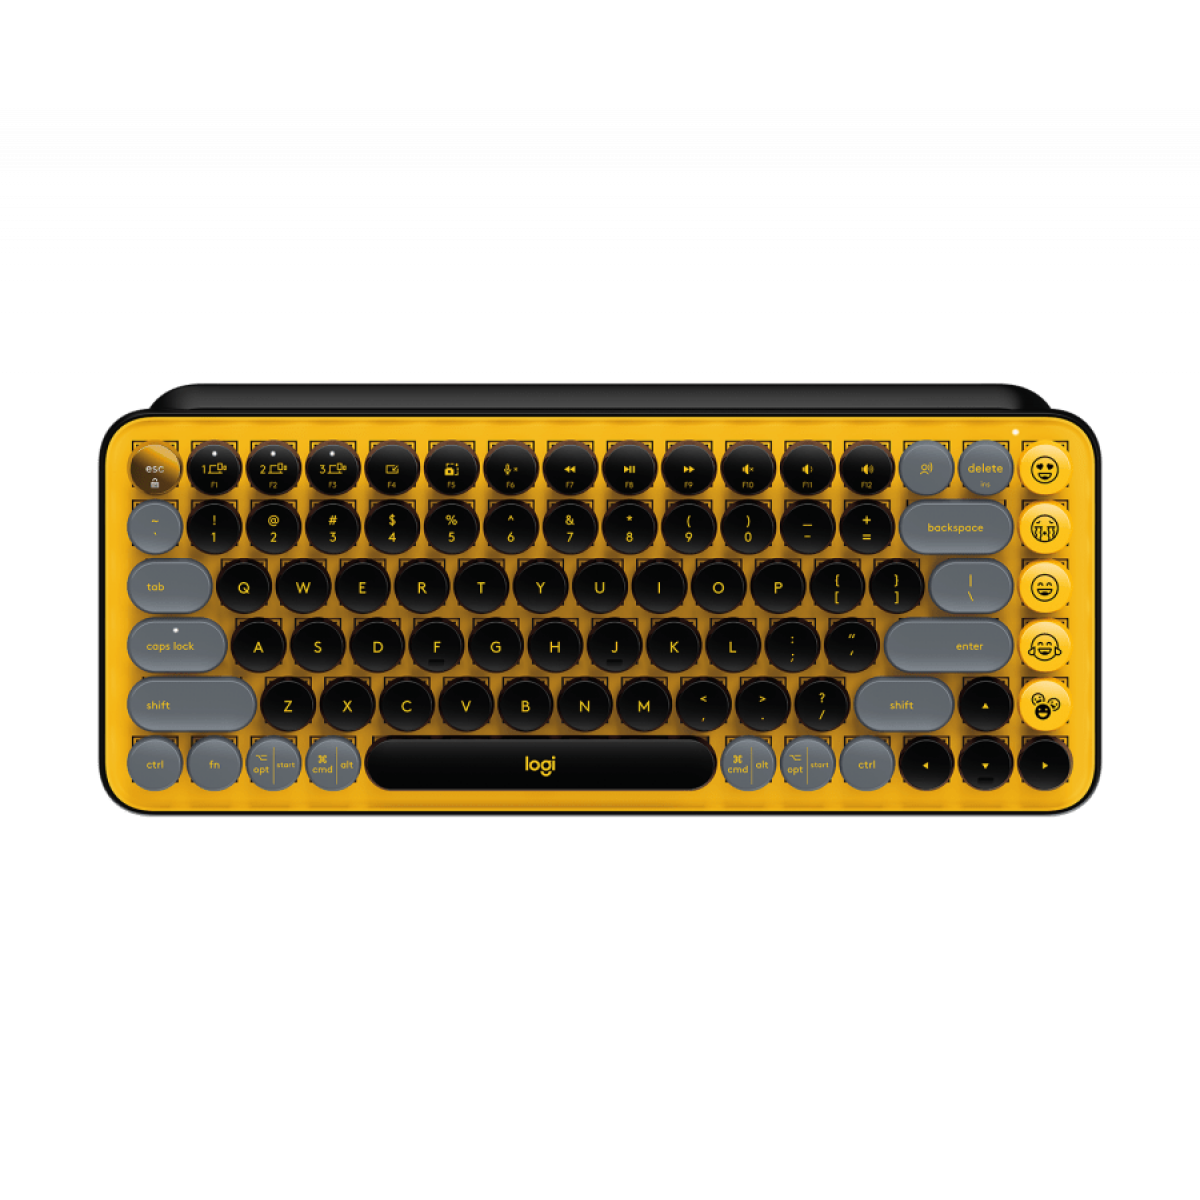 esc 1 2 3 delete
F1 F2 F3 F4 F5 F6 F7 F8 F9 F10 F11 F12 ins
~ ! @ # $ % ^ & * ( ) _ +
` 1 2 3 4 5 6 7 8 9 0 - = backspace
tab Q W E R T Y U I O P { } |
[ ] \
caps lock A S D F G H J K L : “ enter
; ‘
shift Z X C V B N M < > ? shift
, . /
ctrl fn opt start cmd alt logi cmd alt opt start ctrl